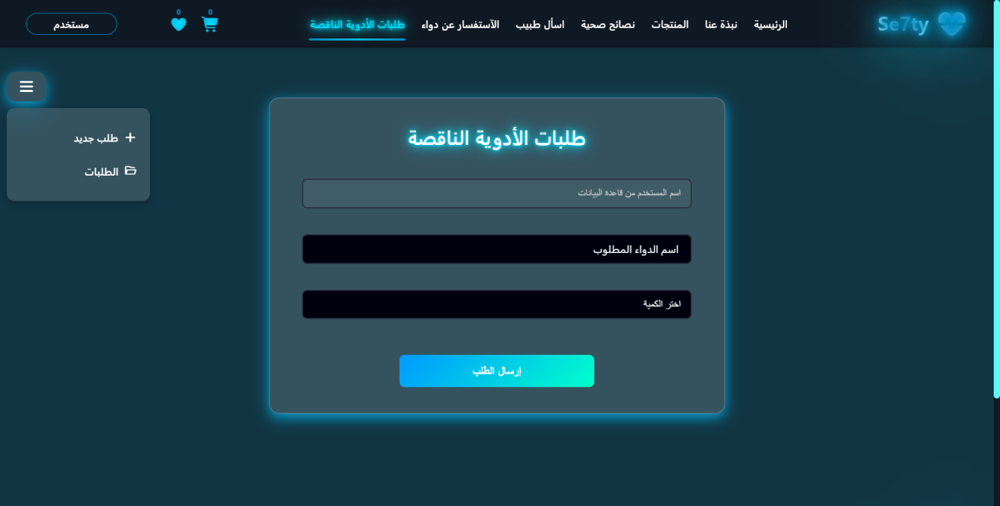 Se7ty
الرئيسية
نبذة عنا
المنتجات
نصائح صحية
اسأل طبيب
الآستفسار عن دواء
طلبات الأدوية الناقصة
0
0
مستخدم
طلب جديد
الطلبات
طلبات الأدوية الناقصة
اسم المستخدم من قاعدة البيانات
اسم الدواء المطلوب
اختر الكمية
إرسال الطلب